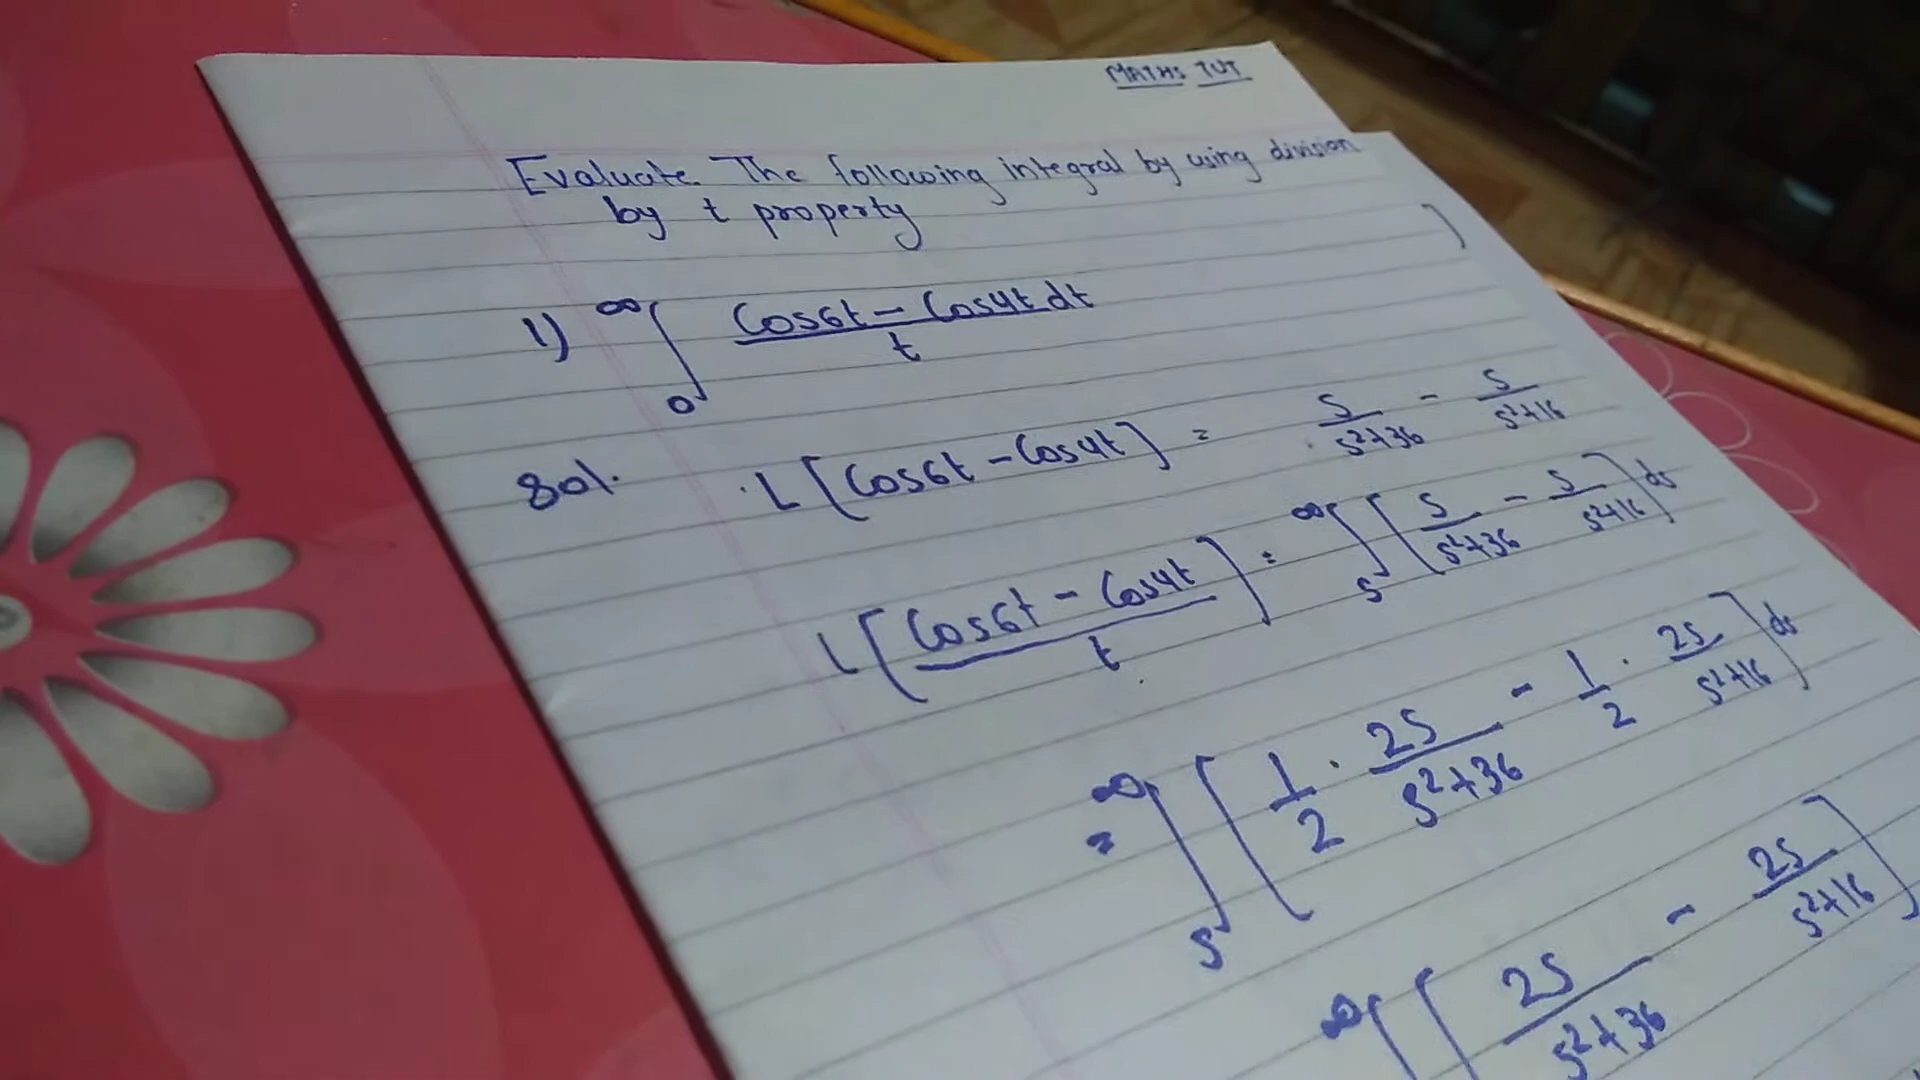 MATHS TUT
Evaluate The following integral by using division
by t property
1) ∞∫0 Cos6t - Cos4t dt / t
Sol. L[Cos6t - Cos4t] = s/s²+36 - s/s²+16
L[Cos6t - Cos4t / t] = ∞∫s [s/s²+36 - s/s²+16] ds
= ∞∫s [1/2 · 2s/s²+36 - 1/2 · 2s/s²+16] ds
∞∫ [2s/s²+36 - 2s/s²+16]